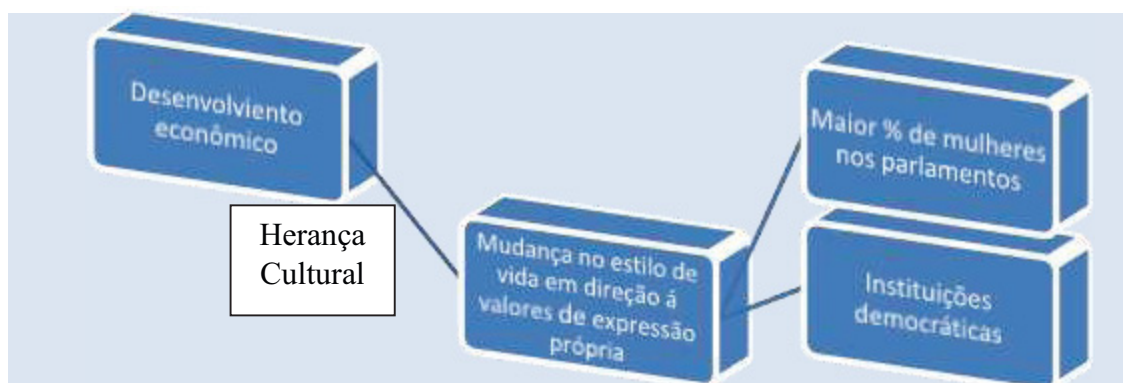 Desenvolviento
econômico
Herança
Cultural
Mudança no estilo de
vida em direção á
valores de expressão
própria
Maior % de mulheres
nos parlamentos
Instituições
democráticas